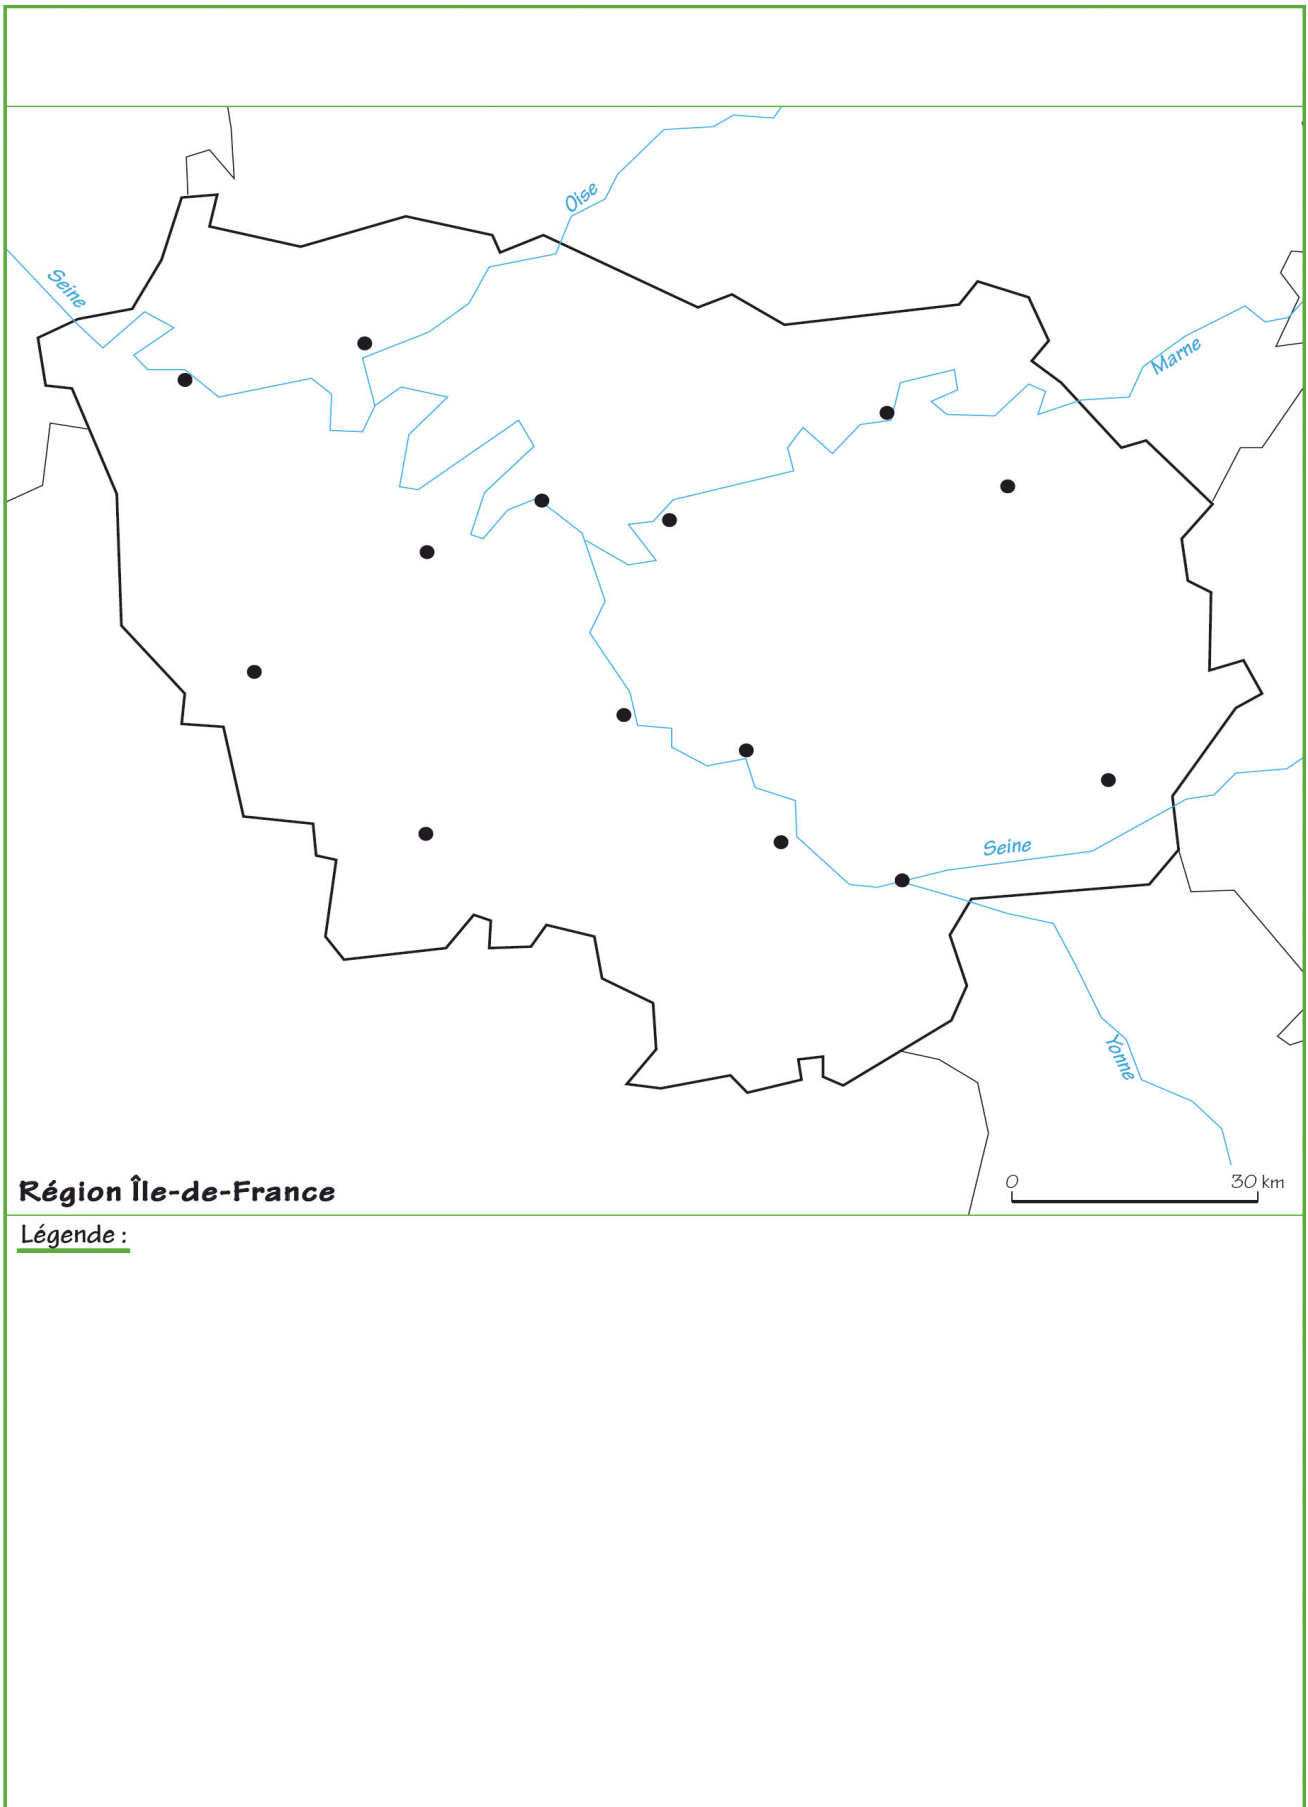 Oise
Seine
Marne
Seine
Yonne
Région Île-de-France
0 30 km
Légende :